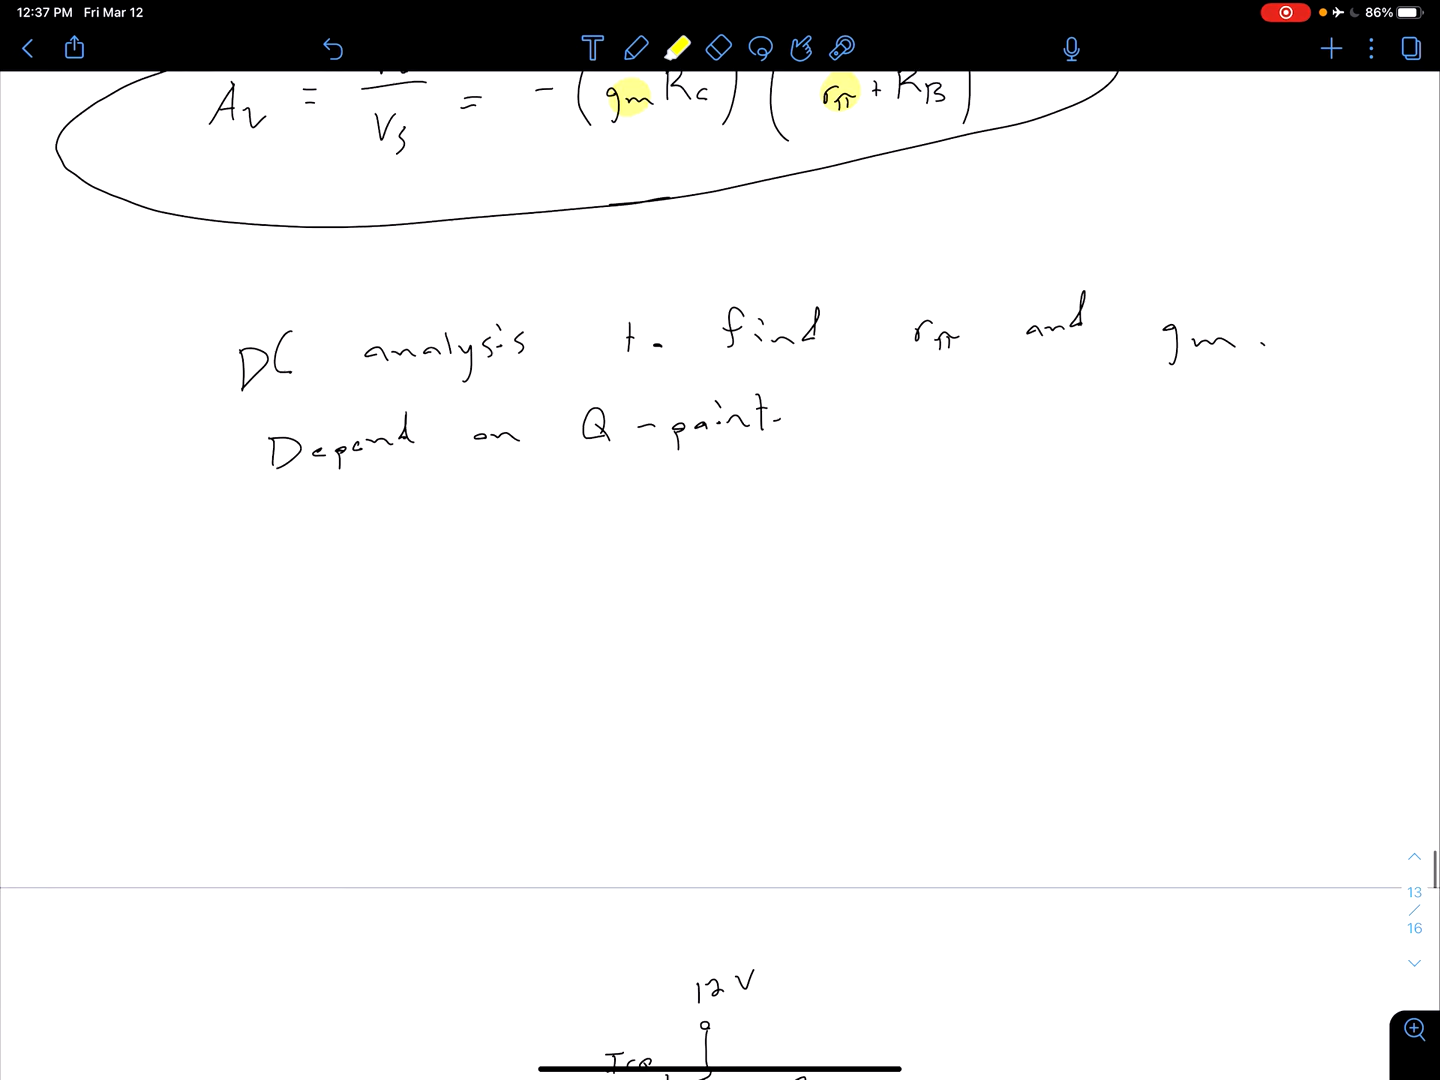 12:37 PM Fri Mar 12
86%
Av = / Vs = - (gm Rc) ( rπ + RB )
DC analysis to find rπ and gm.
Depend on Q-point.
13
/
16
12 V
ICQ